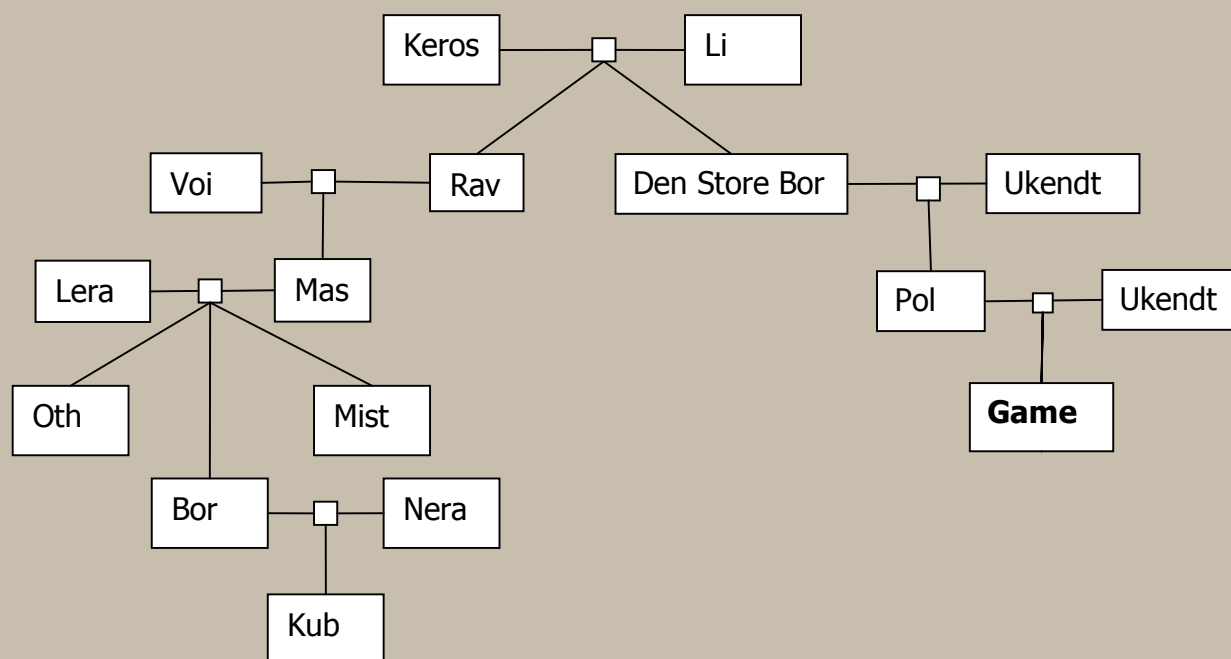 Keros
Li
Voi
Rav
Den Store Bor
Ukendt
Lera
Mas
Pol
Ukendt
Oth
Mist
Game
Bor
Nera
Kub